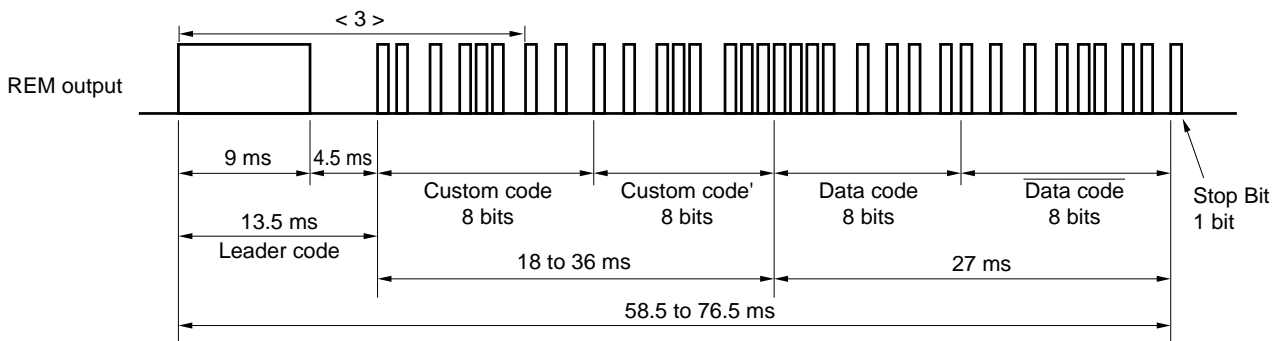 < 3 >
REM output
9 ms
4.5 ms
Custom code
8 bits
Custom code'
8 bits
Data code
8 bits
Data code
8 bits
Stop Bit
1 bit
13.5 ms
Leader code
18 to 36 ms
27 ms
58.5 to 76.5 ms